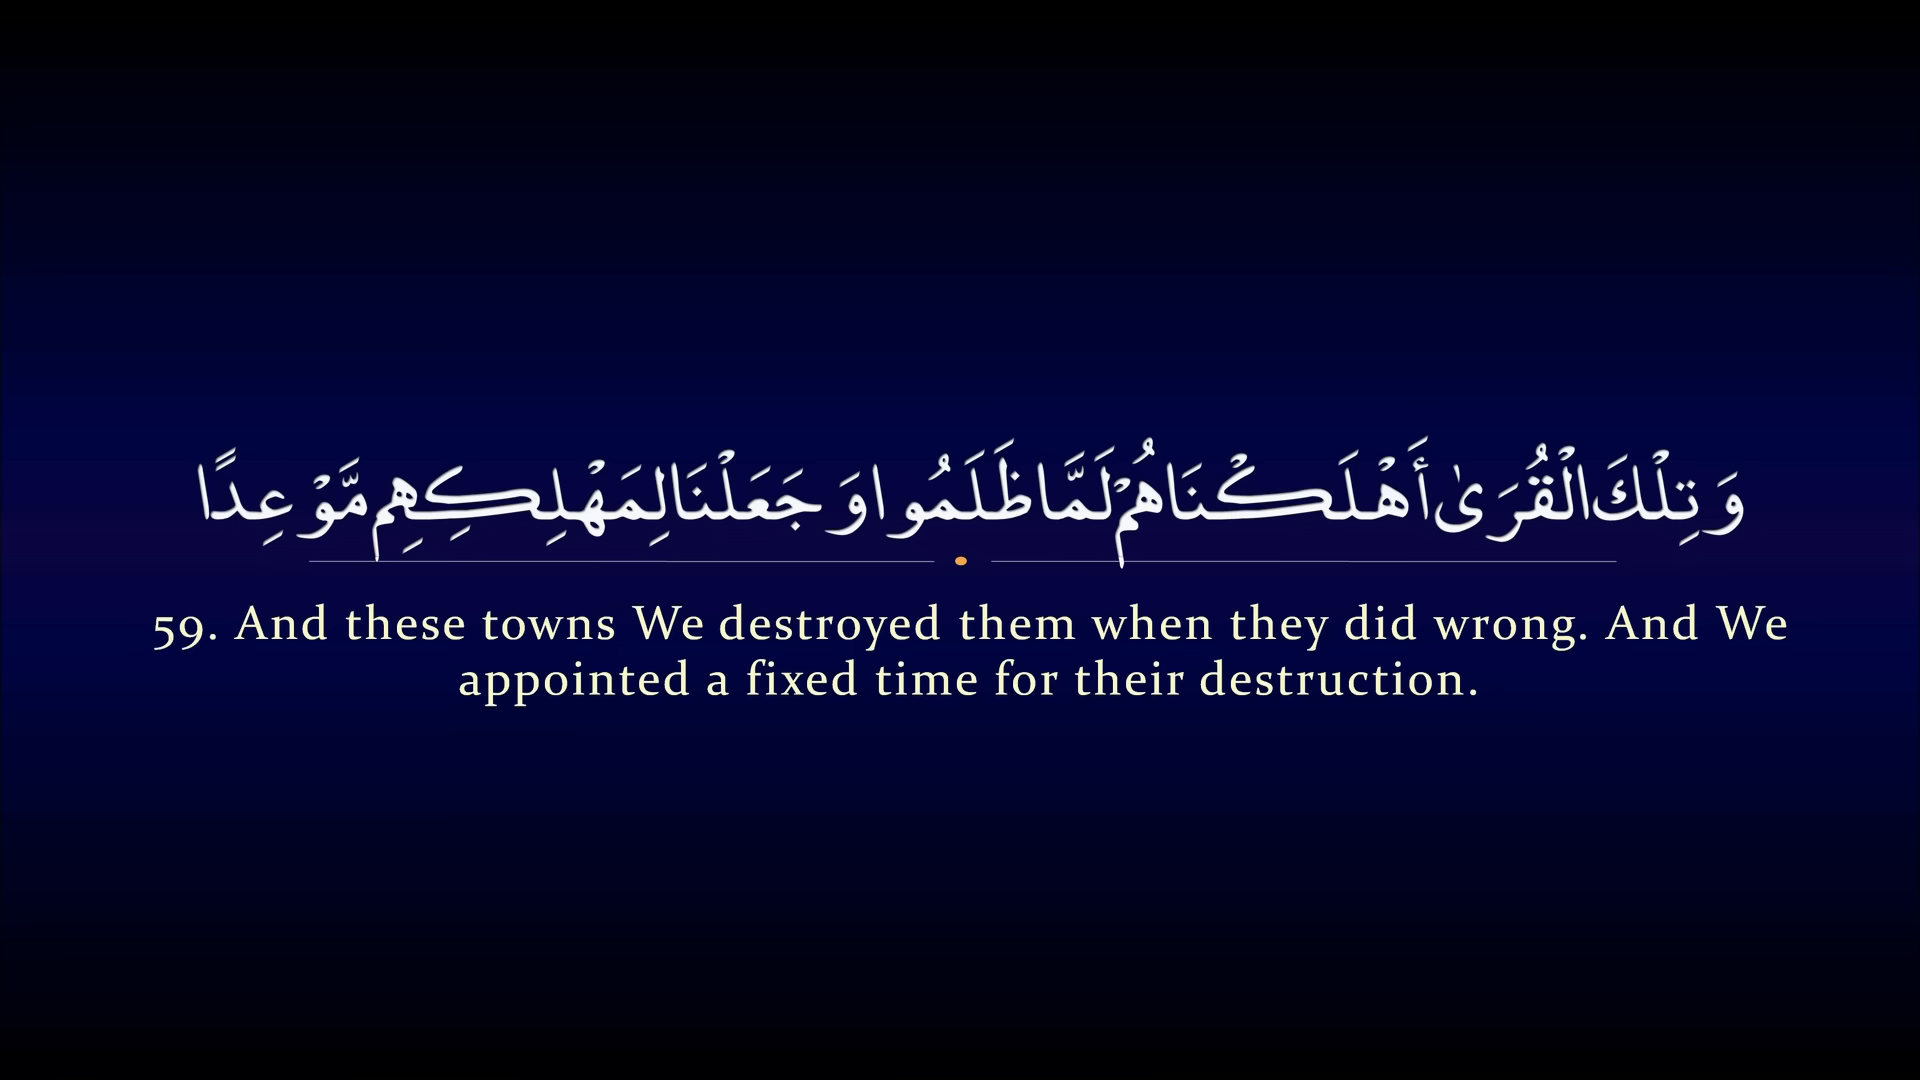 وَتِلْكَ الْقُرَىٰ أَهْلَكْنَاهُمْ لَمَّا ظَلَمُوا وَجَعَلْنَا لِمَهْلِكِهِم مَّوْعِدًا
59. And these towns We destroyed them when they did wrong. And We
appointed a fixed time for their destruction.